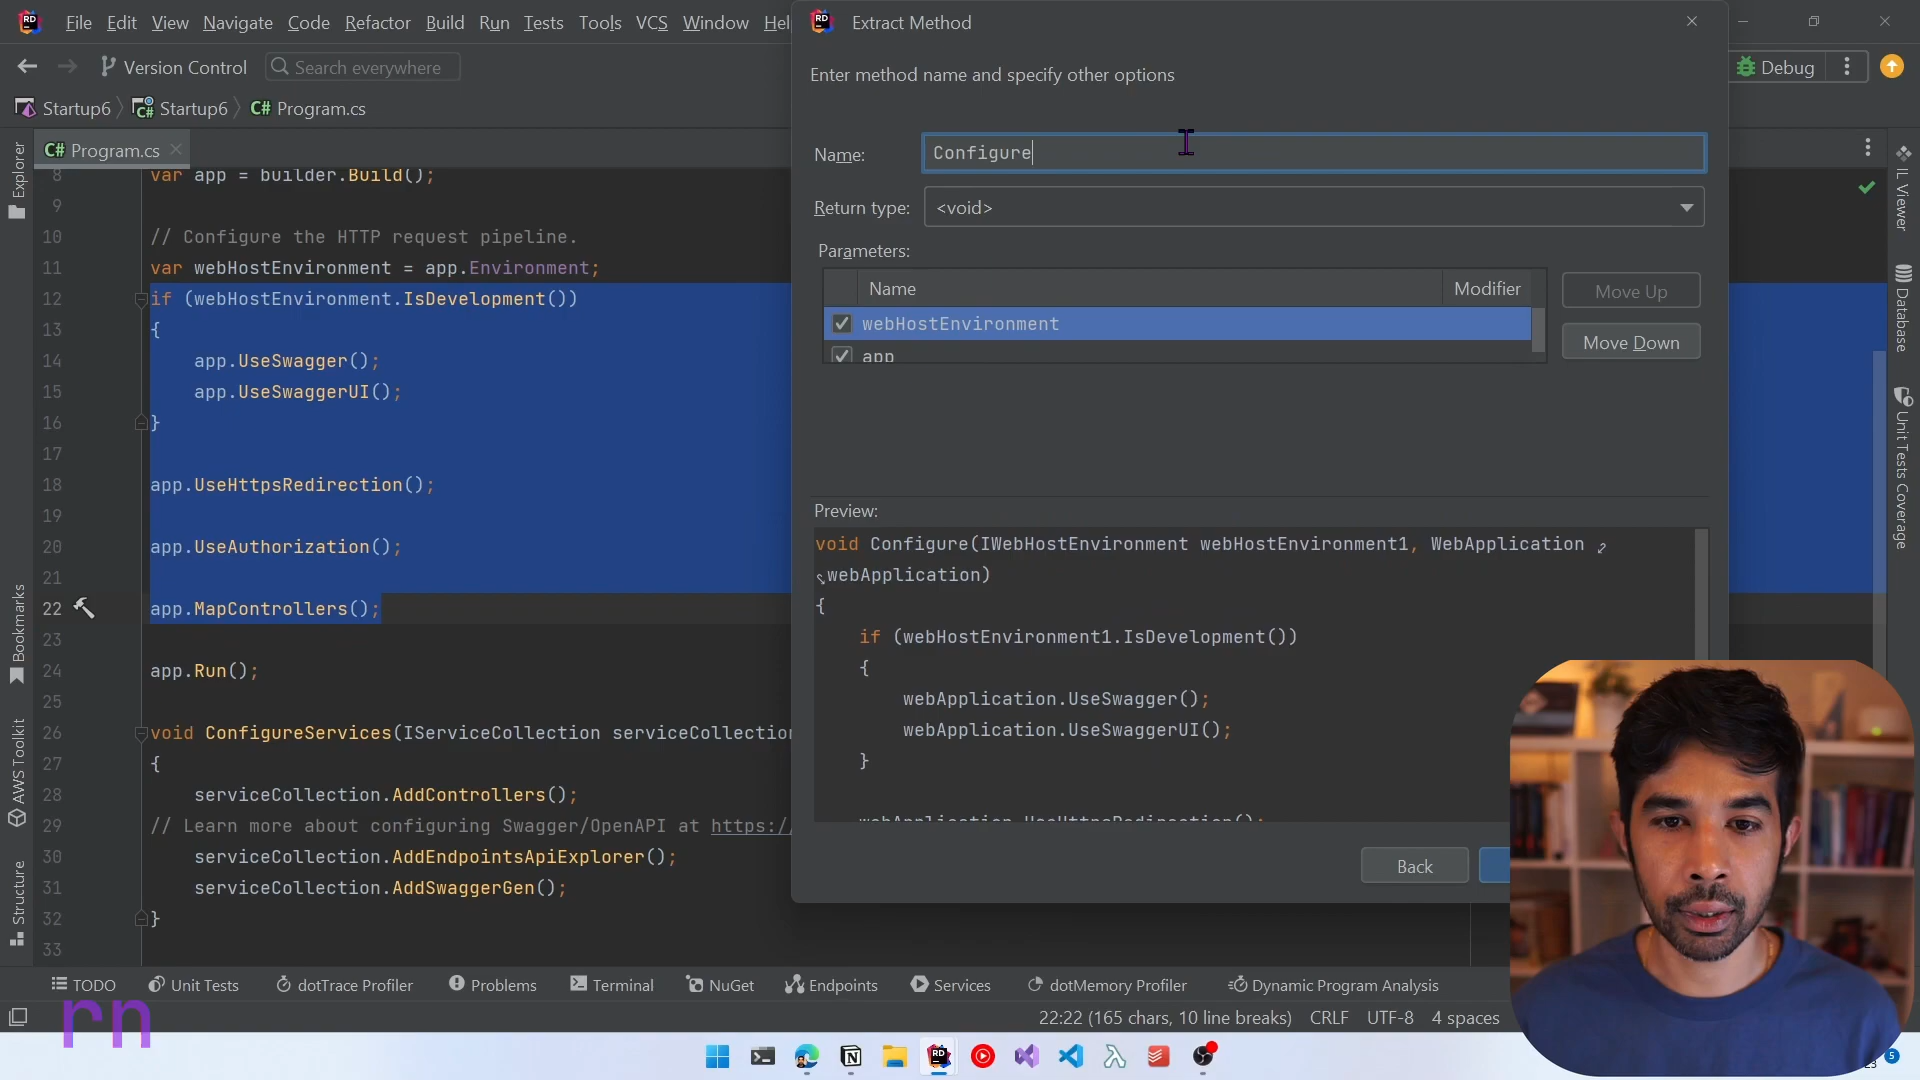 File Edit View Navigate Code Refactor Build Run Tests Tools VCS Window
Extract Method
Version Control
Search everywhere
Debug
Startup6 Startup6 C# Program.cs
C# Program.cs
Explorer
Bookmarks
AWS Toolkit
Structure
8 var app = builder.Build();
9
10 // Configure the HTTP request pipeline.
11 var webHostEnvironment = app.Environment;
12 if (webHostEnvironment.IsDevelopment())
13 {
14 app.UseSwagger();
15 app.UseSwaggerUI();
16 }
17
18 app.UseHttpsRedirection();
19
20 app.UseAuthorization();
21
22 app.MapControllers();
23
24 app.Run();
25
26 void ConfigureServices(IServiceCollection serviceCollection
27 {
28 serviceCollection.AddControllers();
29 // Learn more about configuring Swagger/OpenAPI at https://
30 serviceCollection.AddEndpointsApiExplorer();
31 serviceCollection.AddSwaggerGen();
32 }
33
Enter method name and specify other options
Name: Configure
Return type: <void>
Parameters:
Name Modifier
webHostEnvironment
app
Move Up
Move Down
Preview:
void Configure(IWebHostEnvironment webHostEnvironment1, WebApplication
webApplication)
{
if (webHostEnvironment1.IsDevelopment())
{
webApplication.UseSwagger();
webApplication.UseSwaggerUI();
}
webApplication.UseHttpsRedirection();
Back
IL Viewer
Database
Unit Tests Coverage
TODO Unit Tests dotTrace Profiler Problems Terminal NuGet Endpoints Services dotMemory Profiler Dynamic Program Analysis
22:22 (165 chars, 10 line breaks) CRLF UTF-8 4 spaces
rn
5